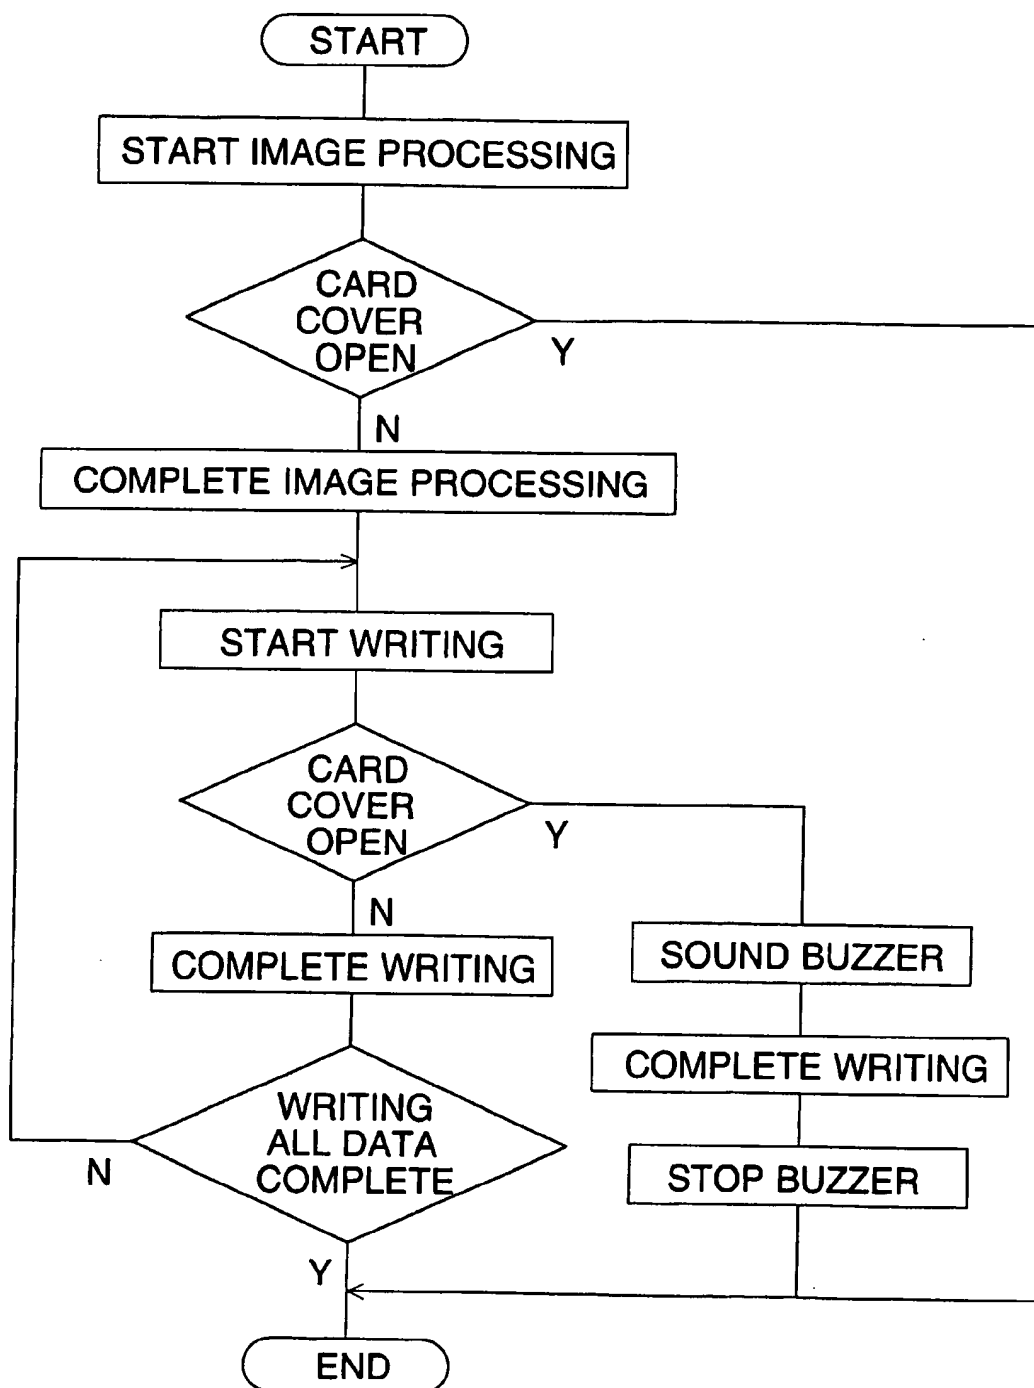 START
START IMAGE PROCESSING
CARD
COVER
OPEN
Y
N
COMPLETE IMAGE PROCESSING
START WRITING
CARD
COVER
OPEN
Y
N
COMPLETE WRITING
SOUND BUZZER
COMPLETE WRITING
WRITING
ALL DATA
COMPLETE
N
STOP BUZZER
Y
END